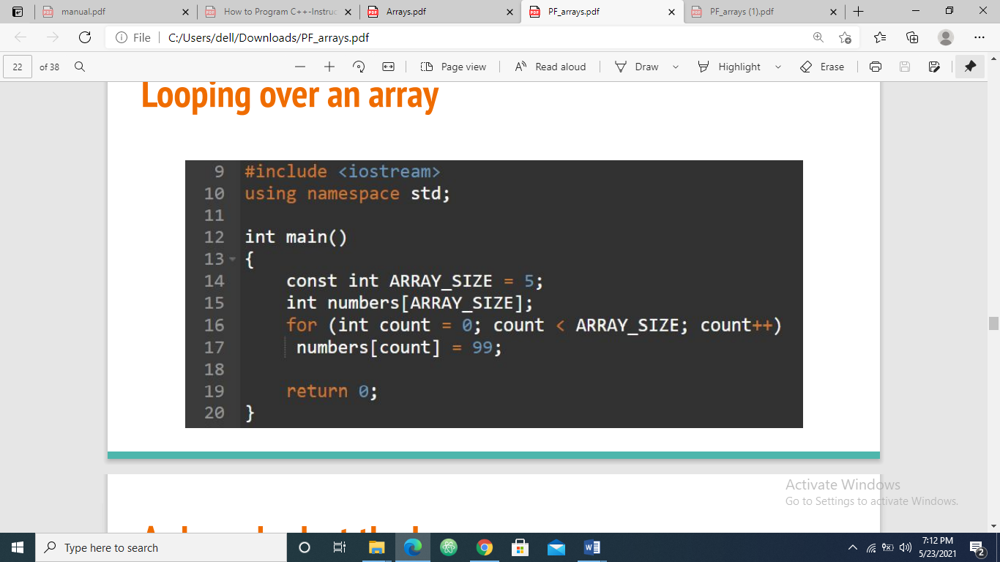 manual.pdf
How to Program C++-Instruc
Arrays.pdf
PF_arrays.pdf
PF_arrays (1).pdf
File
C:/Users/dell/Downloads/PF_arrays.pdf
22 of 38
Page view
Read aloud
Draw
Highlight
Erase
Looping over an array
9 #include <iostream>
10 using namespace std;
11
12 int main()
13 {
14 const int ARRAY_SIZE = 5;
15 int numbers[ARRAY_SIZE];
16 for (int count = 0; count < ARRAY_SIZE; count++)
17 numbers[count] = 99;
18
19 return 0;
20 }
Activate Windows
Go to Settings to activate Windows.
Type here to search
7:12 PM
5/23/2021
2